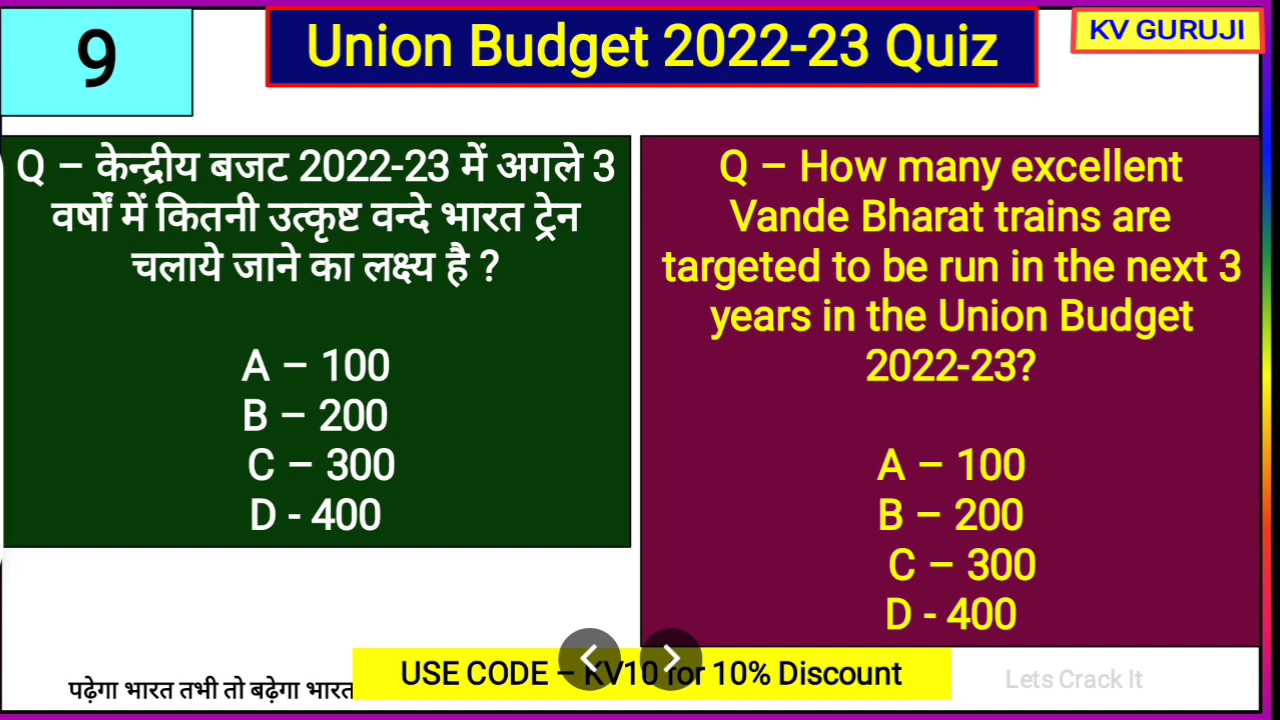 9
Union Budget 2022-23 Quiz
KV GURUJI
Q – केन्द्रीय बजट 2022-23 में अगले 3
वर्षों में कितनी उत्कृष्ट वन्दे भारत ट्रेन
चलाये जाने का लक्ष्य है ?
A – 100
B – 200
C – 300
D - 400
Q – How many excellent
Vande Bharat trains are
targeted to be run in the next 3
years in the Union Budget
2022-23?
A – 100
B – 200
C – 300
D - 400
पढ़ेगा भारत तभी तो बढ़ेगा भारत
USE CODE – KV10 for 10% Discount
Lets Crack It